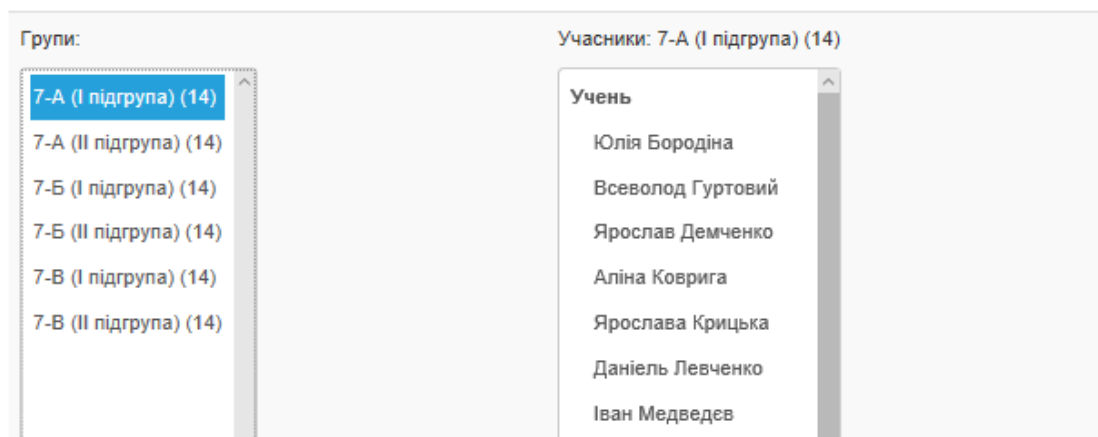 Групи:
7-А (І підгрупа) (14)
7-А (ІІ підгрупа) (14)
7-Б (І підгрупа) (14)
7-Б (ІІ підгрупа) (14)
7-В (І підгрупа) (14)
7-В (ІІ підгрупа) (14)
Учасники: 7-А (І підгрупа) (14)
Учень
Юлія Бородіна
Всеволод Гуртовий
Ярослав Демченко
Аліна Коврига
Ярослава Крицька
Даніель Левченко
Іван Медведєв